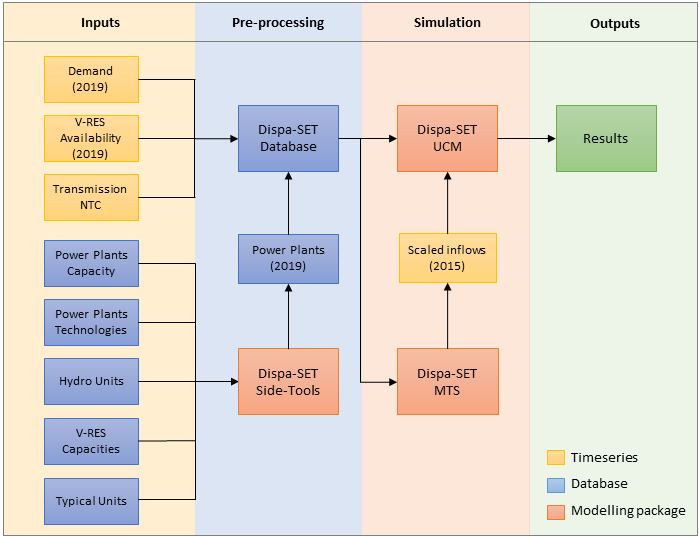 Inputs
Pre-processing
Simulation
Outputs
Demand
(2019)
V-RES
Availability
(2019)
Transmission
NTC
Power Plants
Capacity
Power Plants
Technologies
Hydro Units
V-RES
Capacities
Typical Units
Dispa-SET
Database
Power Plants
(2019)
Dispa-SET
Side-Tools
Dispa-SET
UCM
Scaled inflows
(2015)
Dispa-SET
MTS
Results
Timeseries
Database
Modelling package